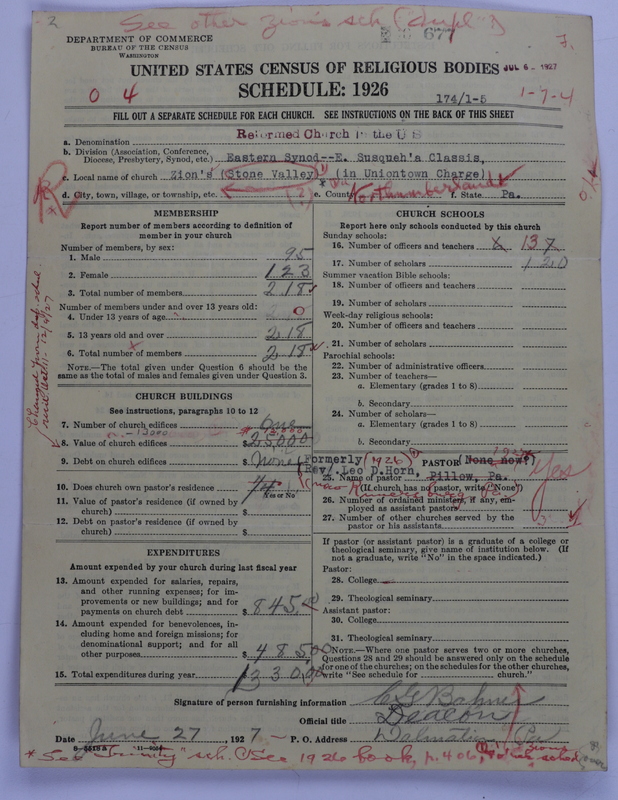 2
See other Zion's sch (Supl")
677
DEPARTMENT OF COMMERCE
BUREAU OF THE CENSUS
WASHINGTON
UNITED STATES CENSUS OF RELIGIOUS BODIES
JUL 6 - 1927
0 4
SCHEDULE: 1926
174/1-5
1-7-4
FILL OUT A SEPARATE SCHEDULE FOR EACH CHURCH. SEE INSTRUCTIONS ON THE BACK OF THIS SHEET
a. Denomination Reformed Church in the U S
b. Division (Association, Conference, Diocese, Presbytery, Synod, etc.) Eastern Synod--E. Susqueh'a Classis,
c. Local name of church Zion's (Stone Valley) (in Uniontown Charge)
d. City, town, village, or township, etc. (2) e. County Northumberland f. State Pa.
MEMBERSHIP
Report number of members according to definition of member in your church
Number of members, by sex:
1. Male 95
2. Female 123
3. Total number of members 218
Number of members under and over 13 years old:
4. Under 13 years of age 0
5. 13 years old and over 218
6. Total number of members 218
NOTE.—The total given under Question 6 should be the same as the total of males and females given under Question 3.
CHURCH BUILDINGS
See instructions, paragraphs 10 to 12
7. Number of church edifices One
8. Value of church edifices $25000
9. Debt on church edifices None
10. Does church own pastor's residence
Yes or No
11. Value of pastor's residence (if owned by church) $
12. Debt on pastor's residence (if owned by church) $
EXPENDITURES
Amount expended by your church during last fiscal year
13. Amount expended for salaries, repairs, and other running expenses; for improvements or new buildings; and for payments on church debt $845.00
14. Amount expended for benevolences, including home and foreign missions; for denominational support; and for all other purposes $485.00
15. Total expenditures during year $1330.00
CHURCH SCHOOLS
Report here only schools conducted by this church
Sunday schools:
16. Number of officers and teachers 13
17. Number of scholars 120
Summer vacation Bible schools:
18. Number of officers and teachers
19. Number of scholars
Week-day religious schools:
20. Number of officers and teachers
21. Number of scholars
Parochial schools:
22. Number of administrative officers
23. Number of teachers—
a. Elementary (grades 1 to 8)
b. Secondary
24. Number of scholars—
a. Elementary (grades 1 to 8)
b. Secondary
(Formerly (1926)
PASTOR (None now?)
Rev. Leo D. Horn, Pillow, Pa.
25. Name of pastor
(If church has no pastor, write "None")
Yes
26. Number of ordained ministers, if any, employed as assistant pastors
27. Number of other churches served by the pastor or his assistants
If pastor (or assistant pastor) is a graduate of a college or theological seminary, give name of institution below. (If not a graduate, write "No" in the space indicated.)
Pastor:
28. College
29. Theological seminary
Assistant pastor:
30. College
31. Theological seminary
NOTE.—Where one pastor serves two or more churches, Questions 28 and 29 should be answered only on the schedule for one of the churches; on the schedules for the other churches, write "See schedule for church."
Signature of person furnishing information
Official title Deacon
Date June 27, 1927 P. O. Address Dalmatia, Pa
* See "Trinity" sch. (See 1926 book, p. 406,